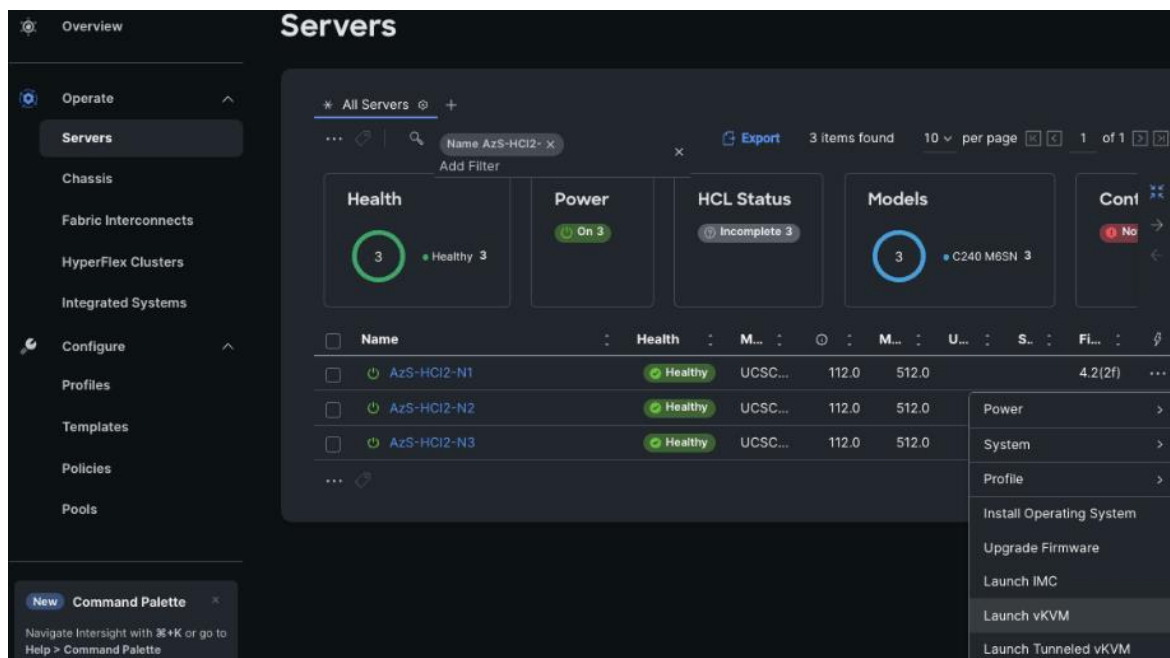 Overview
Operate
Servers
Chassis
Fabric Interconnects
HyperFlex Clusters
Integrated Systems
Configure
Profiles
Templates
Policies
Pools
New Command Palette ×
Navigate Intersight with ⌘+K or go to
Help > Command Palette
Servers
All Servers +
... Name AzS-HCI2- × × Export 3 items found 10 per page 1 of 1
Add Filter
Health
3 Healthy 3
Power
On 3
HCL Status
Incomplete 3
Models
3 C240 M6SN 3
Cont
No
Name Health M... M... U... S.. Fi...
AzS-HCI2-N1 Healthy UCSC... 112.0 512.0 4.2(2f) ...
AzS-HCI2-N2 Healthy UCSC... 112.0 512.0
AzS-HCI2-N3 Healthy UCSC... 112.0 512.0
...
Power >
System >
Profile >
Install Operating System
Upgrade Firmware
Launch IMC
Launch vKVM
Launch Tunneled vKVM